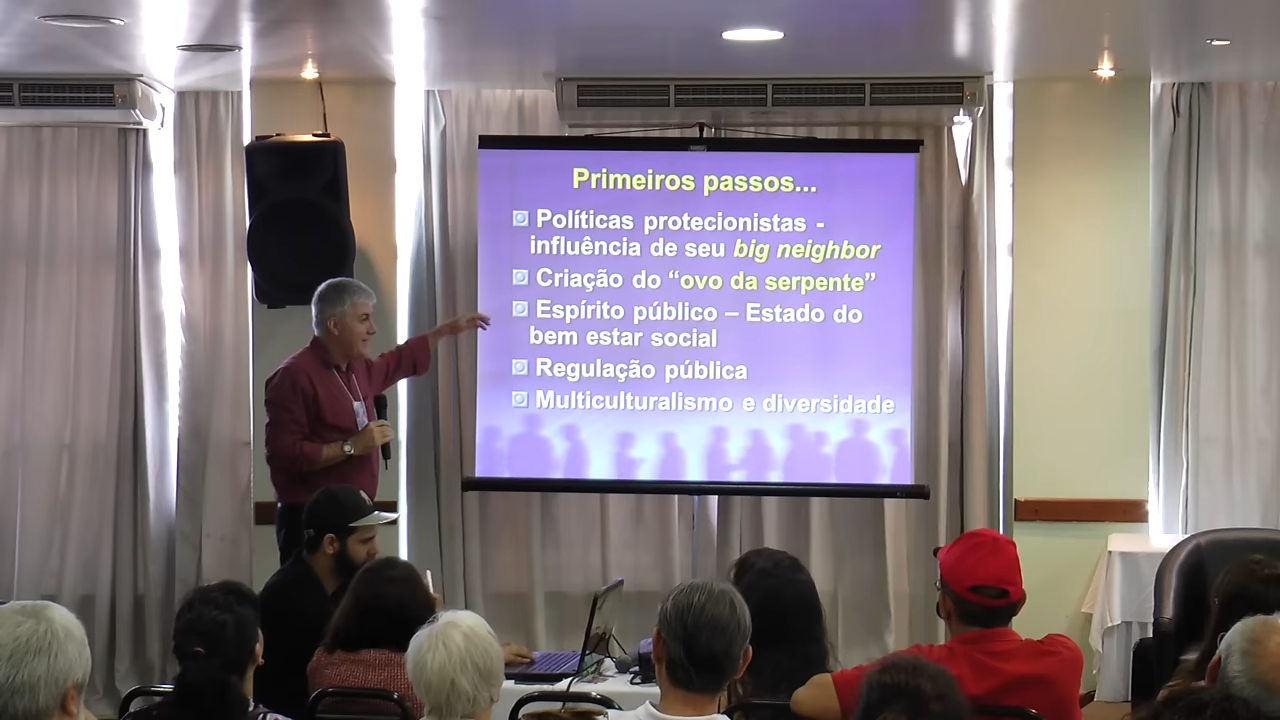 Primeiros passos...
Políticas protecionistas -
influência de seu big neighbor
Criação do “ovo da serpente”
Espírito público – Estado do
bem estar social
Regulação pública
Multiculturalismo e diversidade